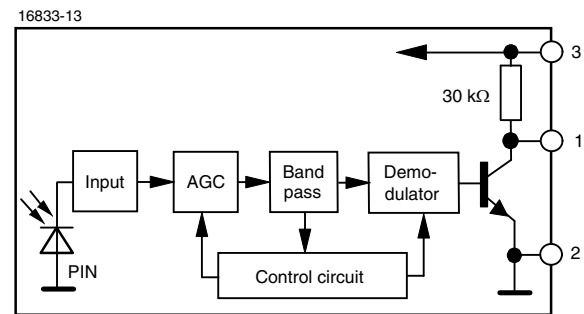 16833-13
3
30 kΩ
1
Input
AGC
Band
pass
Demo-
dulator
2
PIN
Control circuit